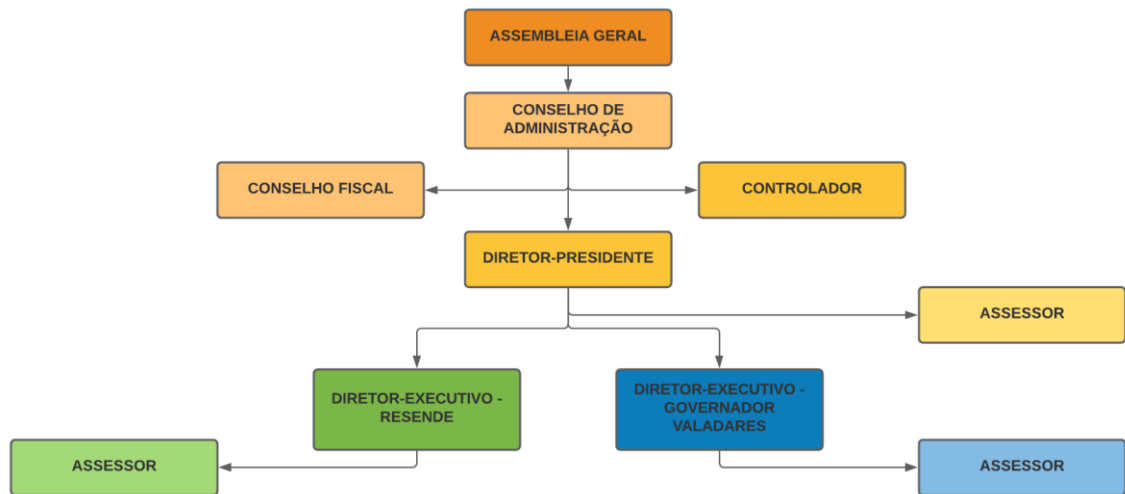 ASSEMBLEIA GERAL
CONSELHO DE
ADMINISTRAÇÃO
CONSELHO FISCAL
CONTROLADOR
DIRETOR-PRESIDENTE
ASSESSOR
DIRETOR-EXECUTIVO -
RESENDE
DIRETOR-EXECUTIVO -
GOVERNADOR
VALADARES
ASSESSOR
ASSESSOR